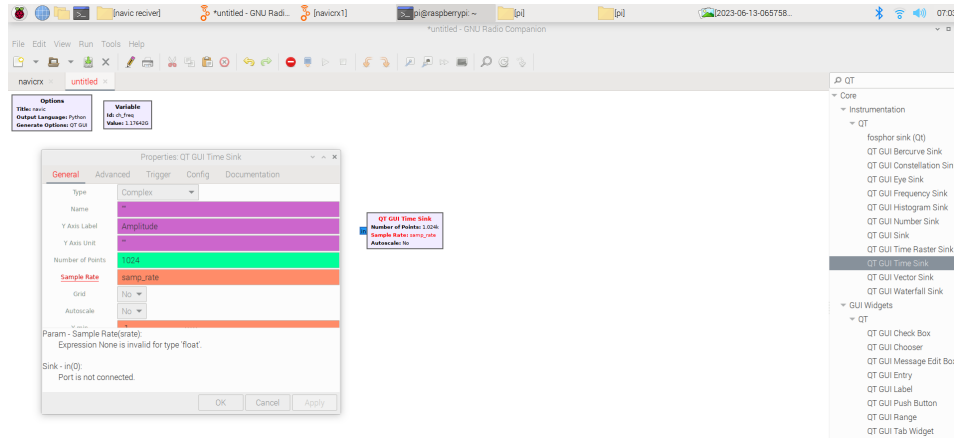 [navic reciver]
*untitled - GNU Radi...
[navicrx1]
pi@raspberrypi: ~
[pi]
[pi]
[2023-06-13-065758...
07:03
*untitled - GNU Radio Companion
File Edit View Run Tools Help
navicrx
untitled
QT
Options
Title: navic
Output Language: Python
Generate Options: QT GUI
Variable
Id: ch_freq
Value: 1.17642G
Properties: QT GUI Time Sink
General Advanced Trigger Config Documentation
Type Complex
Name ""
Y Axis Label Amplitude
Y Axis Unit ""
Number of Points 1024
Sample Rate samp_rate
Grid No
Autoscale No
Param - Sample Rate(srate):
Expression None is invalid for type 'float'.
Sink - in(0):
Port is not connected.
OK Cancel Apply
QT GUI Time Sink
Number of Points: 1.024k
Sample Rate: samp_rate
Autoscale: No
Core
Instrumentation
QT
fosphor sink (Qt)
QT GUI Bercurve Sink
QT GUI Constellation Sin
QT GUI Eye Sink
QT GUI Frequency Sink
QT GUI Histogram Sink
QT GUI Number Sink
QT GUI Sink
QT GUI Time Raster Sink
QT GUI Time Sink
QT GUI Vector Sink
QT GUI Waterfall Sink
GUI Widgets
QT
QT GUI Check Box
QT GUI Chooser
QT GUI Message Edit Box
QT GUI Entry
QT GUI Label
QT GUI Push Button
QT GUI Range
QT GUI Tab Widget